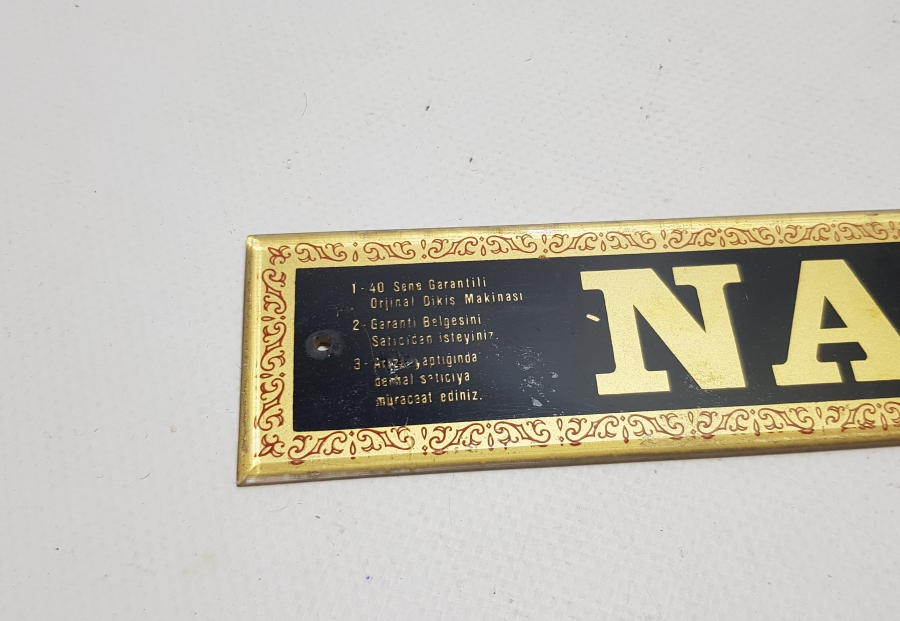 1- 40 Sene Garantili
Orjinal Dikiş Makinası
2- Garanti Belgesini
Satıcıdan isteyiniz.
3- Arıza yaptığında
derhal satıcıya
müracaat ediniz.
NA